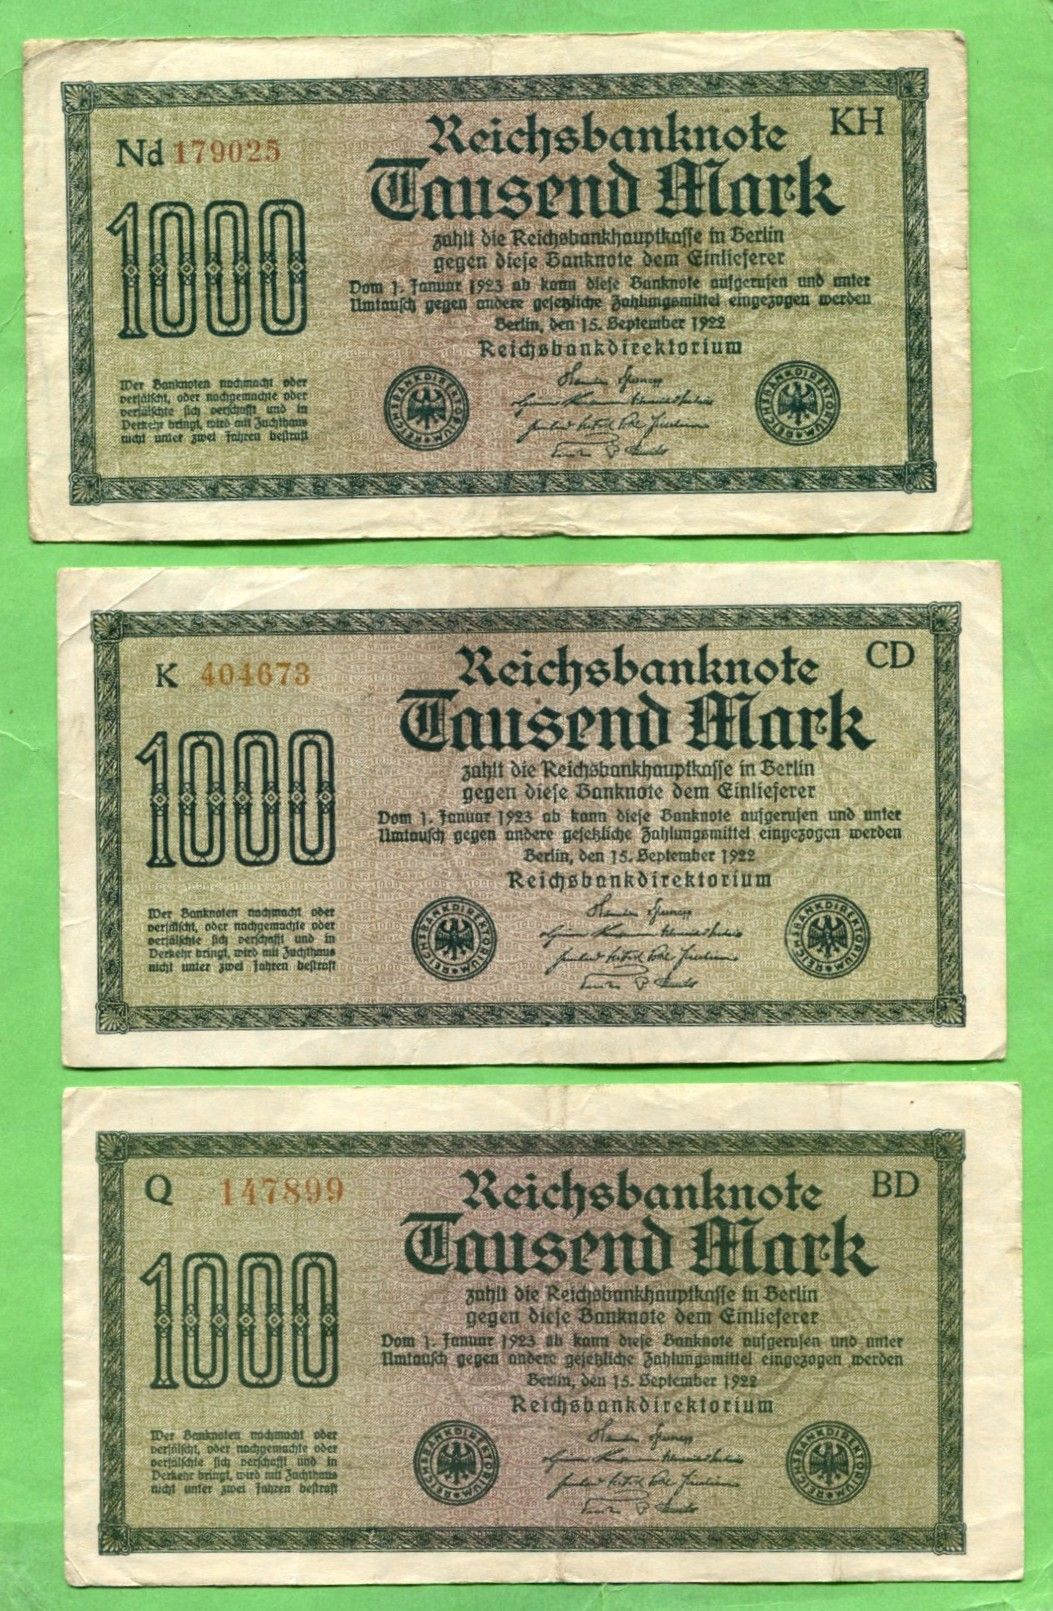 Nd 179025
KH
Reichsbanknote
Tausend Mark
1000
zahlt die Reichsbankhauptkasse in Berlin
gegen diese Banknote dem Einlieferer
Vom 1. Januar 1923 ab kann diese Banknote aufgerufen und unter
Umtausch gegen andere gesetzliche Zahlungsmittel eingezogen werden
Berlin, den 15. September 1922
Reichsbankdirektorium
Wer Banknoten nachmacht oder
verfälscht, oder nachgemachte oder
verfälschte sich verschafft und in
Verkehr bringt, wird mit Zuchthaus
nicht unter zwei Jahren bestraft
REICHSBANKDIREKTORIUM
REICHSBANKDIREKTORIUM
K 404673
CD
Reichsbanknote
Tausend Mark
1000
zahlt die Reichsbankhauptkasse in Berlin
gegen diese Banknote dem Einlieferer
Vom 1. Januar 1923 ab kann diese Banknote aufgerufen und unter
Umtausch gegen andere gesetzliche Zahlungsmittel eingezogen werden
Berlin, den 15. September 1922
Reichsbankdirektorium
Wer Banknoten nachmacht oder
verfälscht, oder nachgemachte oder
verfälschte sich verschafft und in
Verkehr bringt, wird mit Zuchthaus
nicht unter zwei Jahren bestraft
REICHSBANKDIREKTORIUM
REICHSBANKDIREKTORIUM
Q 147899
BD
Reichsbanknote
Tausend Mark
1000
zahlt die Reichsbankhauptkasse in Berlin
gegen diese Banknote dem Einlieferer
Vom 1. Januar 1923 ab kann diese Banknote aufgerufen und unter
Umtausch gegen andere gesetzliche Zahlungsmittel eingezogen werden
Berlin, den 15. September 1922
Reichsbankdirektorium
Wer Banknoten nachmacht oder
verfälscht, oder nachgemachte oder
verfälschte sich verschafft und in
Verkehr bringt, wird mit Zuchthaus
nicht unter zwei Jahren bestraft
REICHSBANKDIREKTORIUM
REICHSBANKDIREKTORIUM